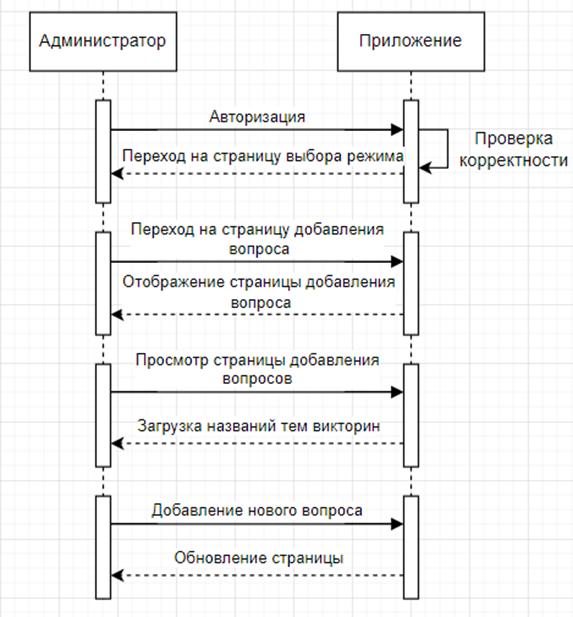 Администратор
Приложение
Авторизация
Проверка
корректности
Переход на страницу выбора режима
Переход на страницу добавления
вопроса
Отображение страницы добавления
вопроса
Просмотр страницы добавления
вопросов
Загрузка названий тем викторин
Добавление нового вопроса
Обновление страницы